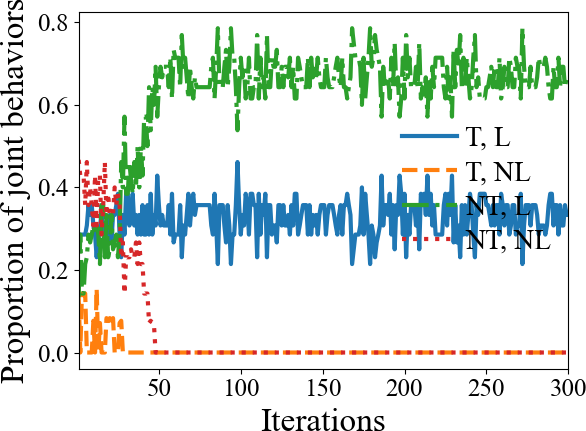 Proportion of joint behaviors
0.8
0.6
0.4
0.2
0.0
T, L
T, NL
NT, L
NT, NL
50
100
150
200
250
300
Iterations